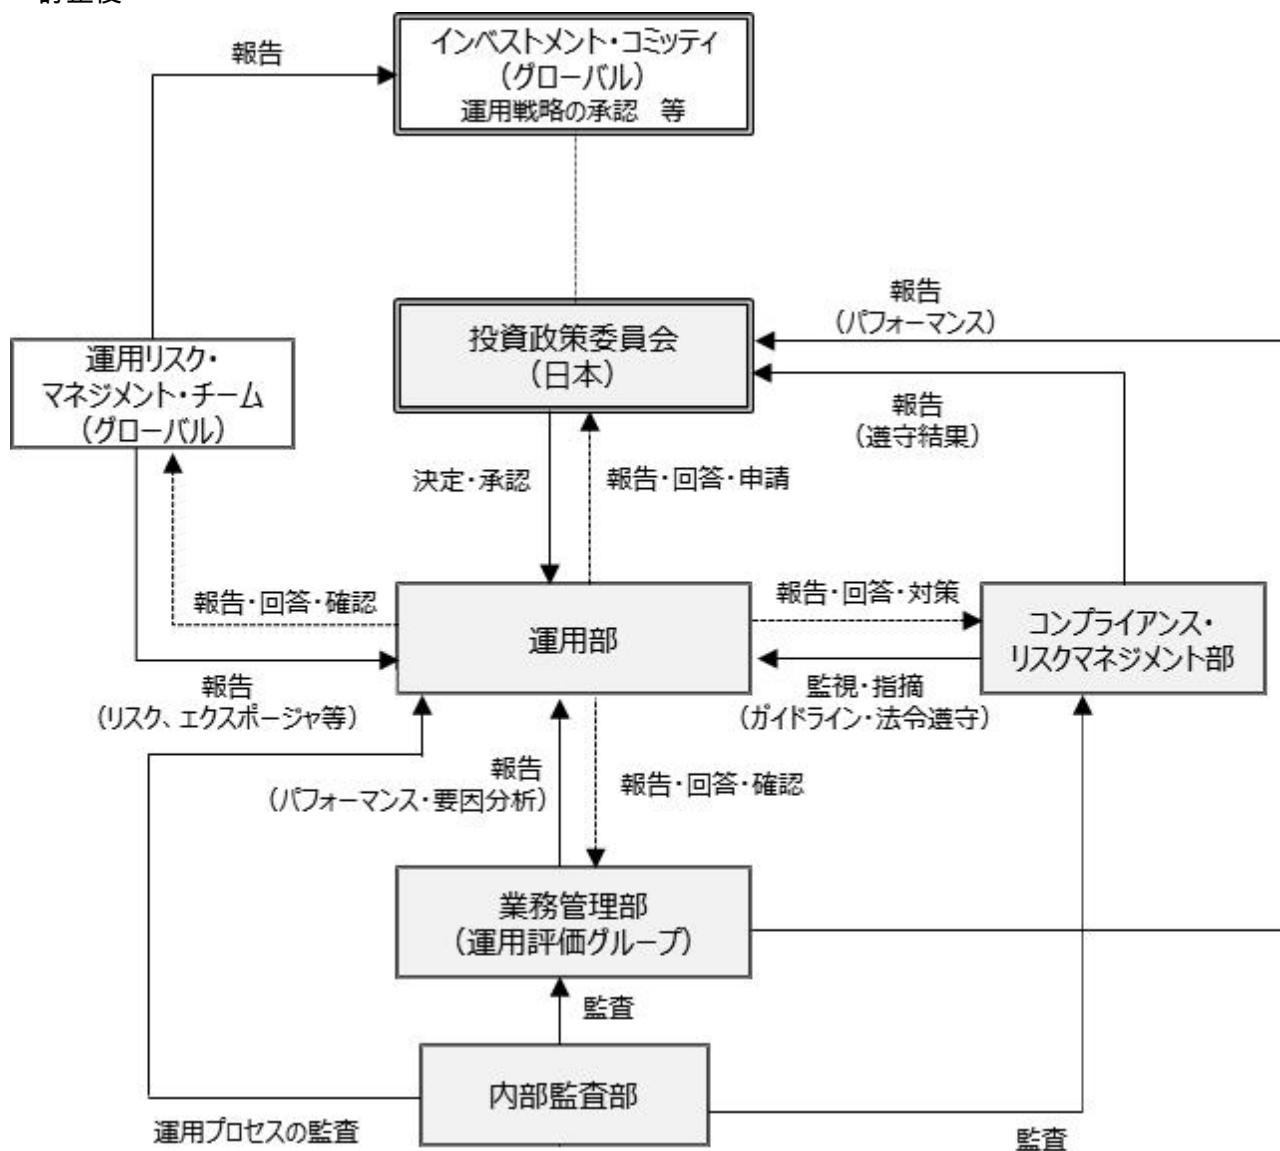 訂正後
インベストメント・コミッティ
（グローバル）
運用戦略の承認　等
報告
報告
（パフォーマンス）
投資政策委員会
（日本）
運用リスク・
マネジメント・チーム
（グローバル）
報告
（遵守結果）
決定・承認
報告・回答・申請
報告・回答・確認
運用部
報告・回答・対策
コンプライアンス・
リスクマネジメント部
報告
（リスク、エクスポージャ等）
監視・指摘
（ガイドライン・法令遵守）
報告
（パフォーマンス・要因分析）
報告・回答・確認
業務管理部
（運用評価グループ）
監査
内部監査部
運用プロセスの監査
監査